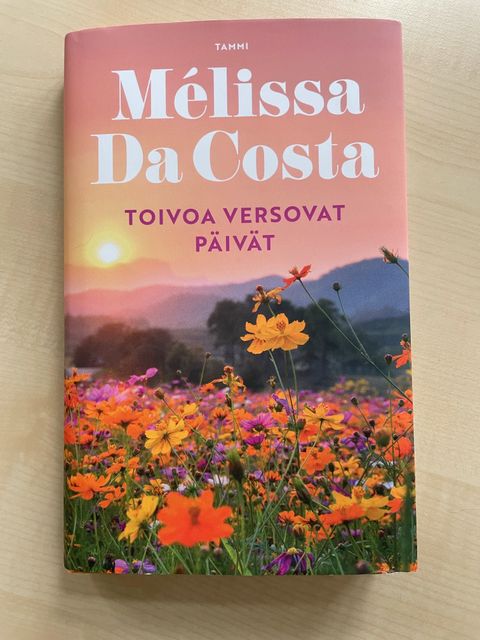 TAMMI
Mélissa
Da Costa
TOIVOA VERSOVAT
PÄIVÄT